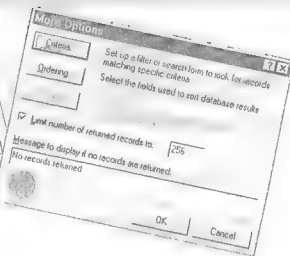 More Options
Criteria
Set up a filter or search form to look for records
matching specific criteria
Ordering
Select the fields used to sort database results
Limit number of returned records to:
256
Message to display if no records are returned:
No records returned
OK
Cancel